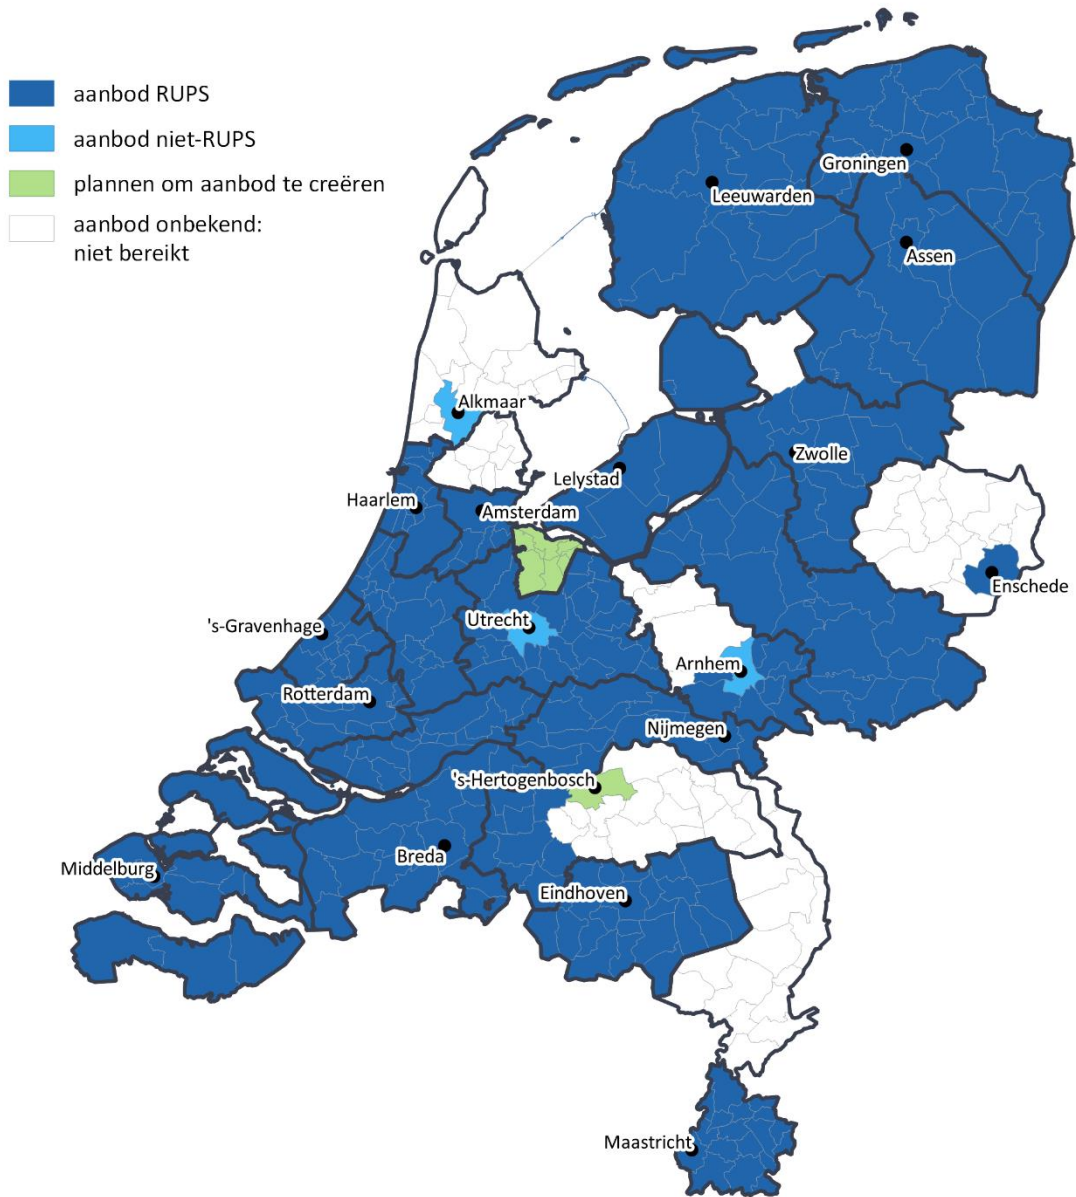 aanbod RUPS
aanbod niet-RUPS
plannen om aanbod te creëren
aanbod onbekend:
niet bereikt
Groningen
Leeuwarden
Assen
Alkmaar
Zwolle
Lelystad
Haarlem
Amsterdam
Enschede
's-Gravenhage
Utrecht
Arnhem
Rotterdam
Nijmegen
's-Hertogenbosch
Breda
Middelburg
Eindhoven
Maastricht